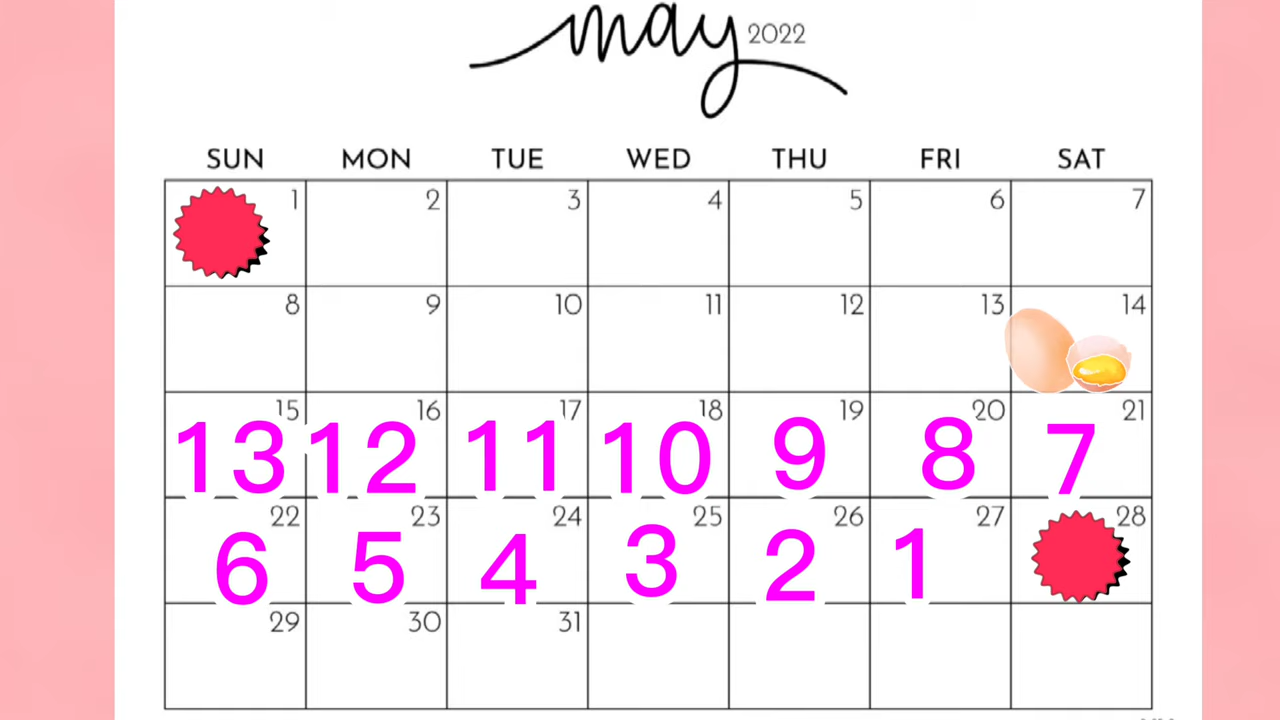 may 2022
SUN MON TUE WED THU FRI SAT
1 2 3 4 5 6 7
8 9 10 11 12 13 14
15 16 17 18 19 20 21
13 12 11 10 9 8 7
22 23 24 25 26 27 28
6 5 4 3 2 1
29 30 31